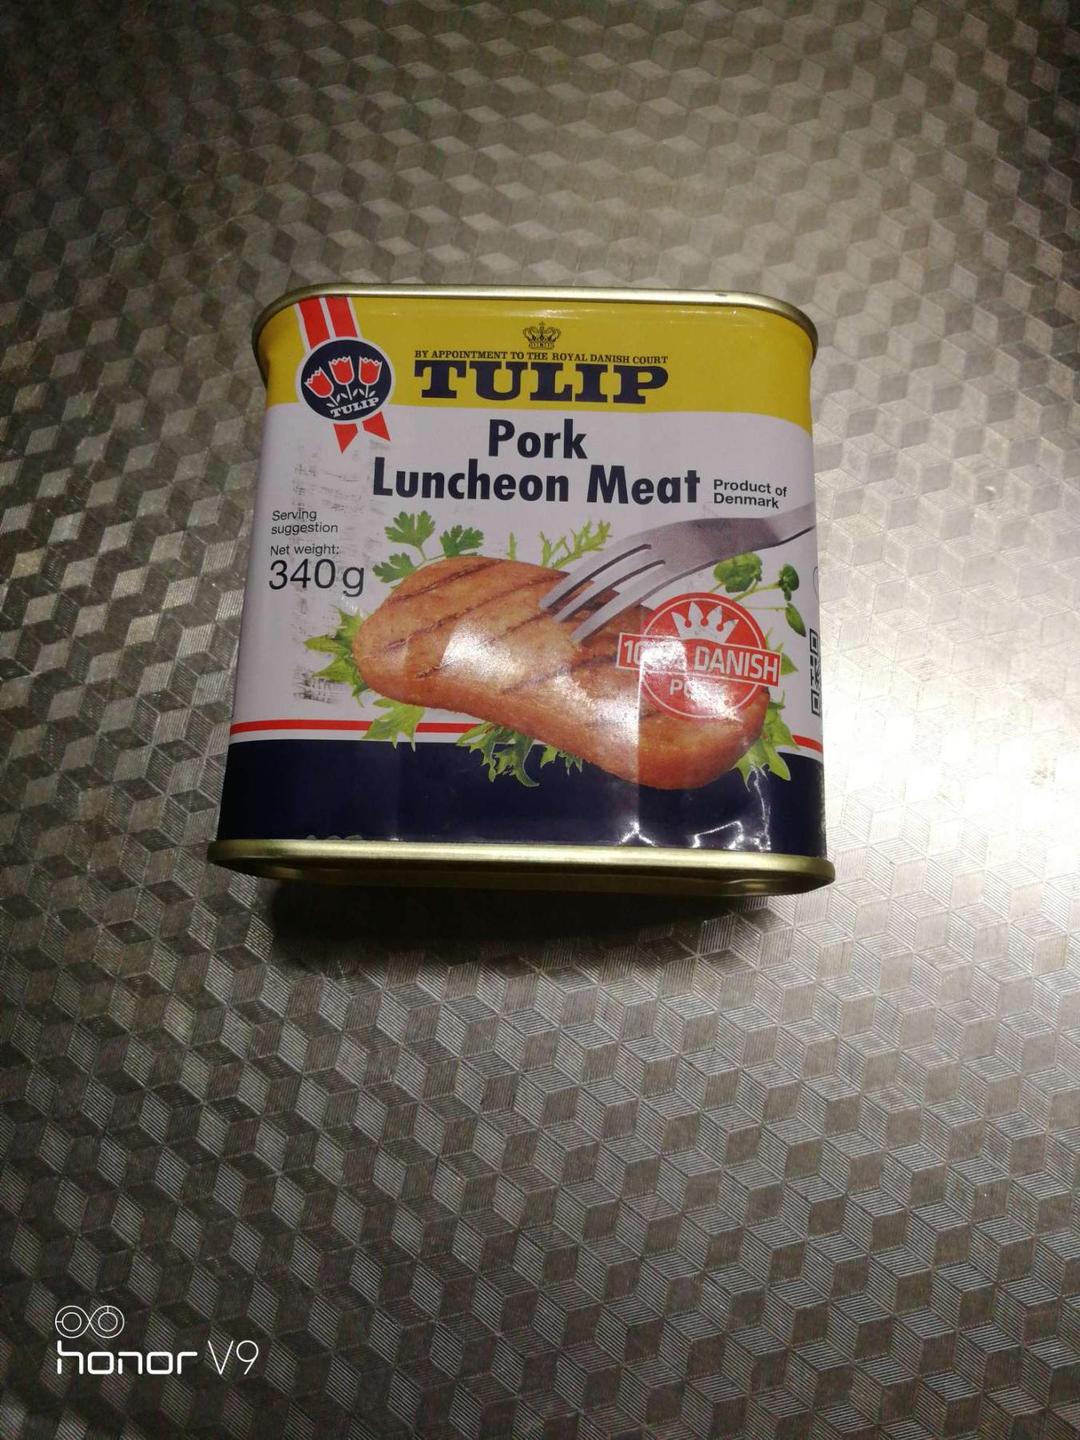 BY APPOINTMENT TO THE ROYAL DANISH COURT
TULIP
TULIP
Pork
Luncheon Meat
Product of
Denmark
Serving
suggestion
Net weight:
340g
DANISH
honor V9